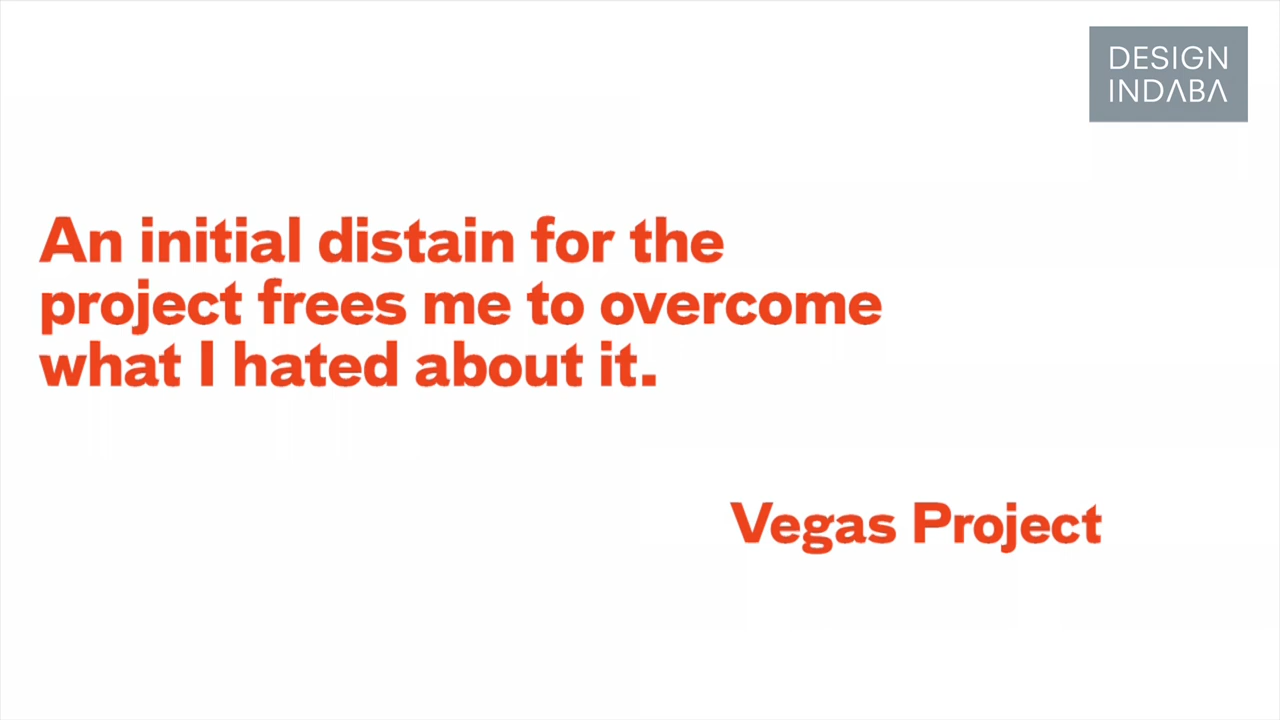 DESIGN
INDABA
An initial distain for the
project frees me to overcome
what I hated about it.
Vegas Project